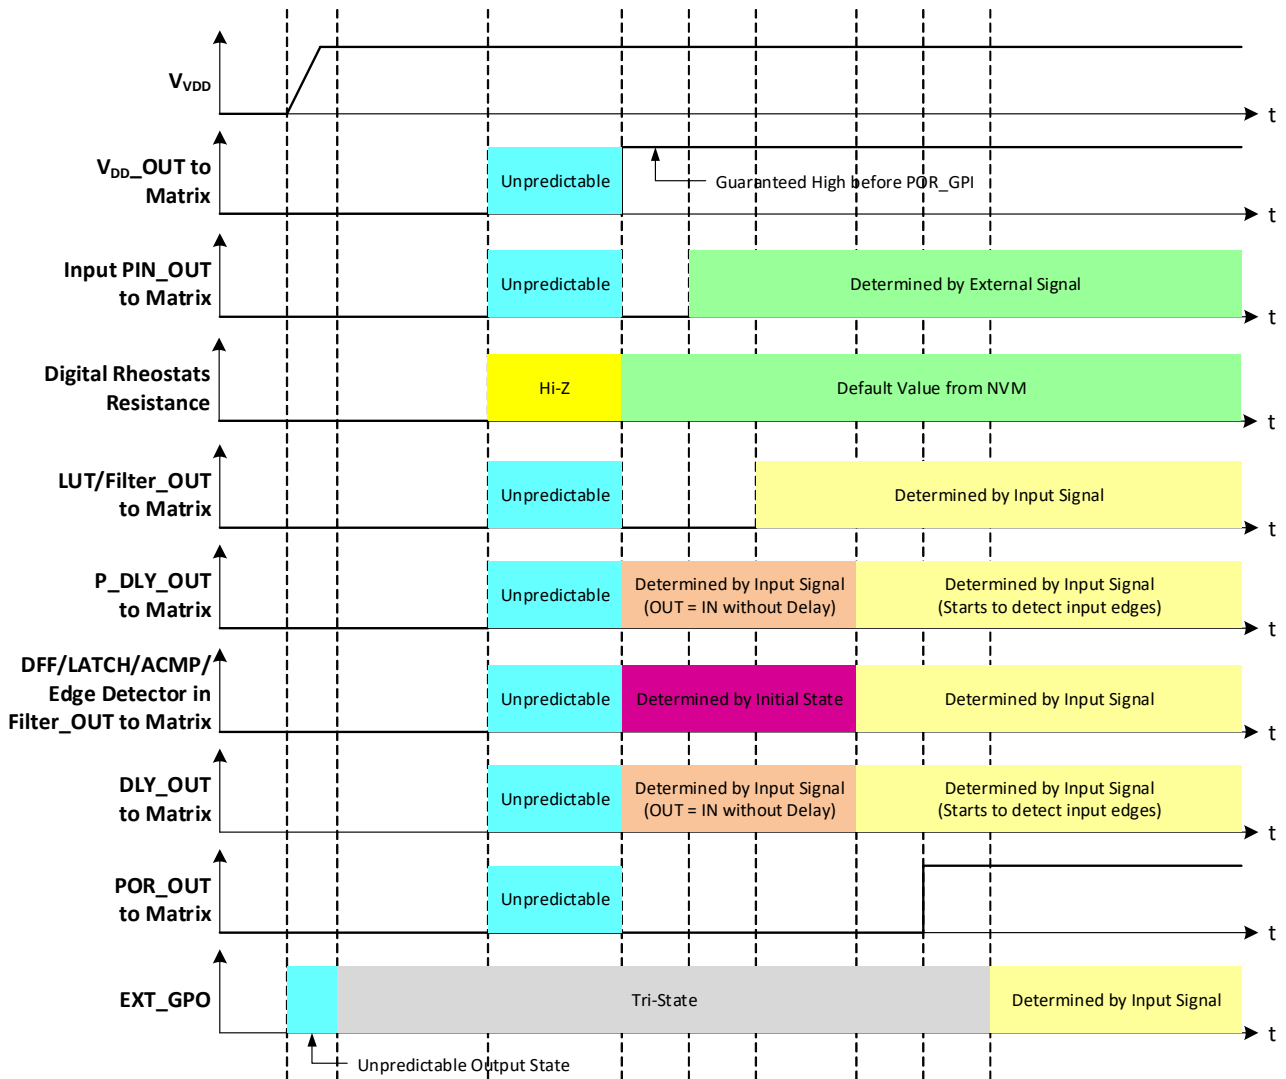 V_VDD
t
V_DD_OUT to
Matrix
Unpredictable
Guaranteed High before POR_GPI
t
Input PIN_OUT
to Matrix
Unpredictable
Determined by External Signal
t
Digital Rheostats
Resistance
Hi-Z
Default Value from NVM
t
LUT/Filter_OUT
to Matrix
Unpredictable
Determined by Input Signal
t
P_DLY_OUT
to Matrix
Unpredictable
Determined by Input Signal
(OUT = IN without Delay)
Determined by Input Signal
(Starts to detect input edges)
t
DFF/LATCH/ACMP/
Edge Detector in
Filter_OUT to Matrix
Unpredictable
Determined by Initial State
Determined by Input Signal
t
DLY_OUT
to Matrix
Unpredictable
Determined by Input Signal
(OUT = IN without Delay)
Determined by Input Signal
(Starts to detect input edges)
t
POR_OUT
to Matrix
Unpredictable
t
EXT_GPO
Tri-State
Determined by Input Signal
t
Unpredictable Output State